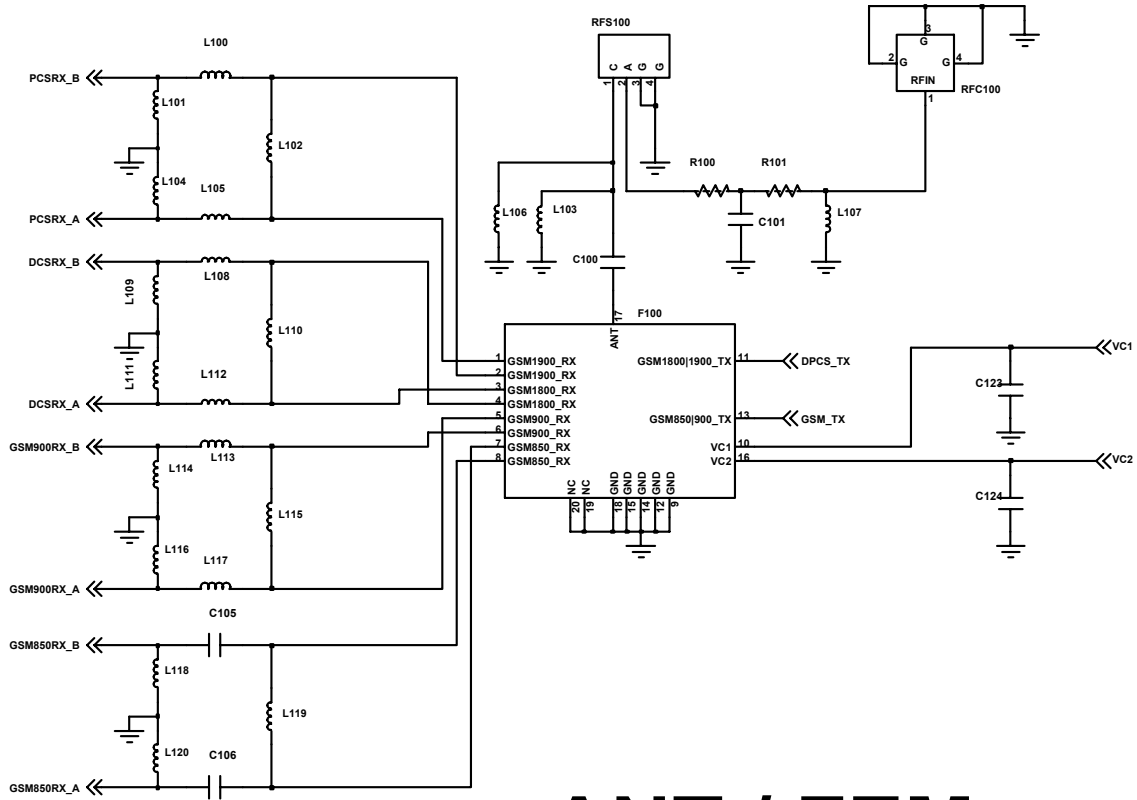 RFS100
C
A
G
G
1
2
3
4
3
G
2
G
G
4
RFIN
1
RFC100
L100
PCSRX_B
L101
L102
L104
L105
PCSRX_A
R100
R101
L106
L103
C101
L107
C100
DCSRX_B
L108
L109
L110
L111
L112
DCSRX_A
17
ANT
F100
1 GSM1900_RX
2 GSM1900_RX
3 GSM1800_RX
4 GSM1800_RX
5 GSM900_RX
6 GSM900_RX
7 GSM850_RX
8 GSM850_RX
GSM1800|1900_TX 11 DPCS_TX
GSM850|900_TX 13 GSM_TX
VC1 10
VC2 16
NC
NC
GND
GND
GND
GND
GND
20
19
18
15
14
12
9
VC1
C123
VC2
C124
GSM900RX_B
L113
L114
L115
L116
L117
GSM900RX_A
C105
GSM850RX_B
L118
L119
L120
C106
GSM850RX_A